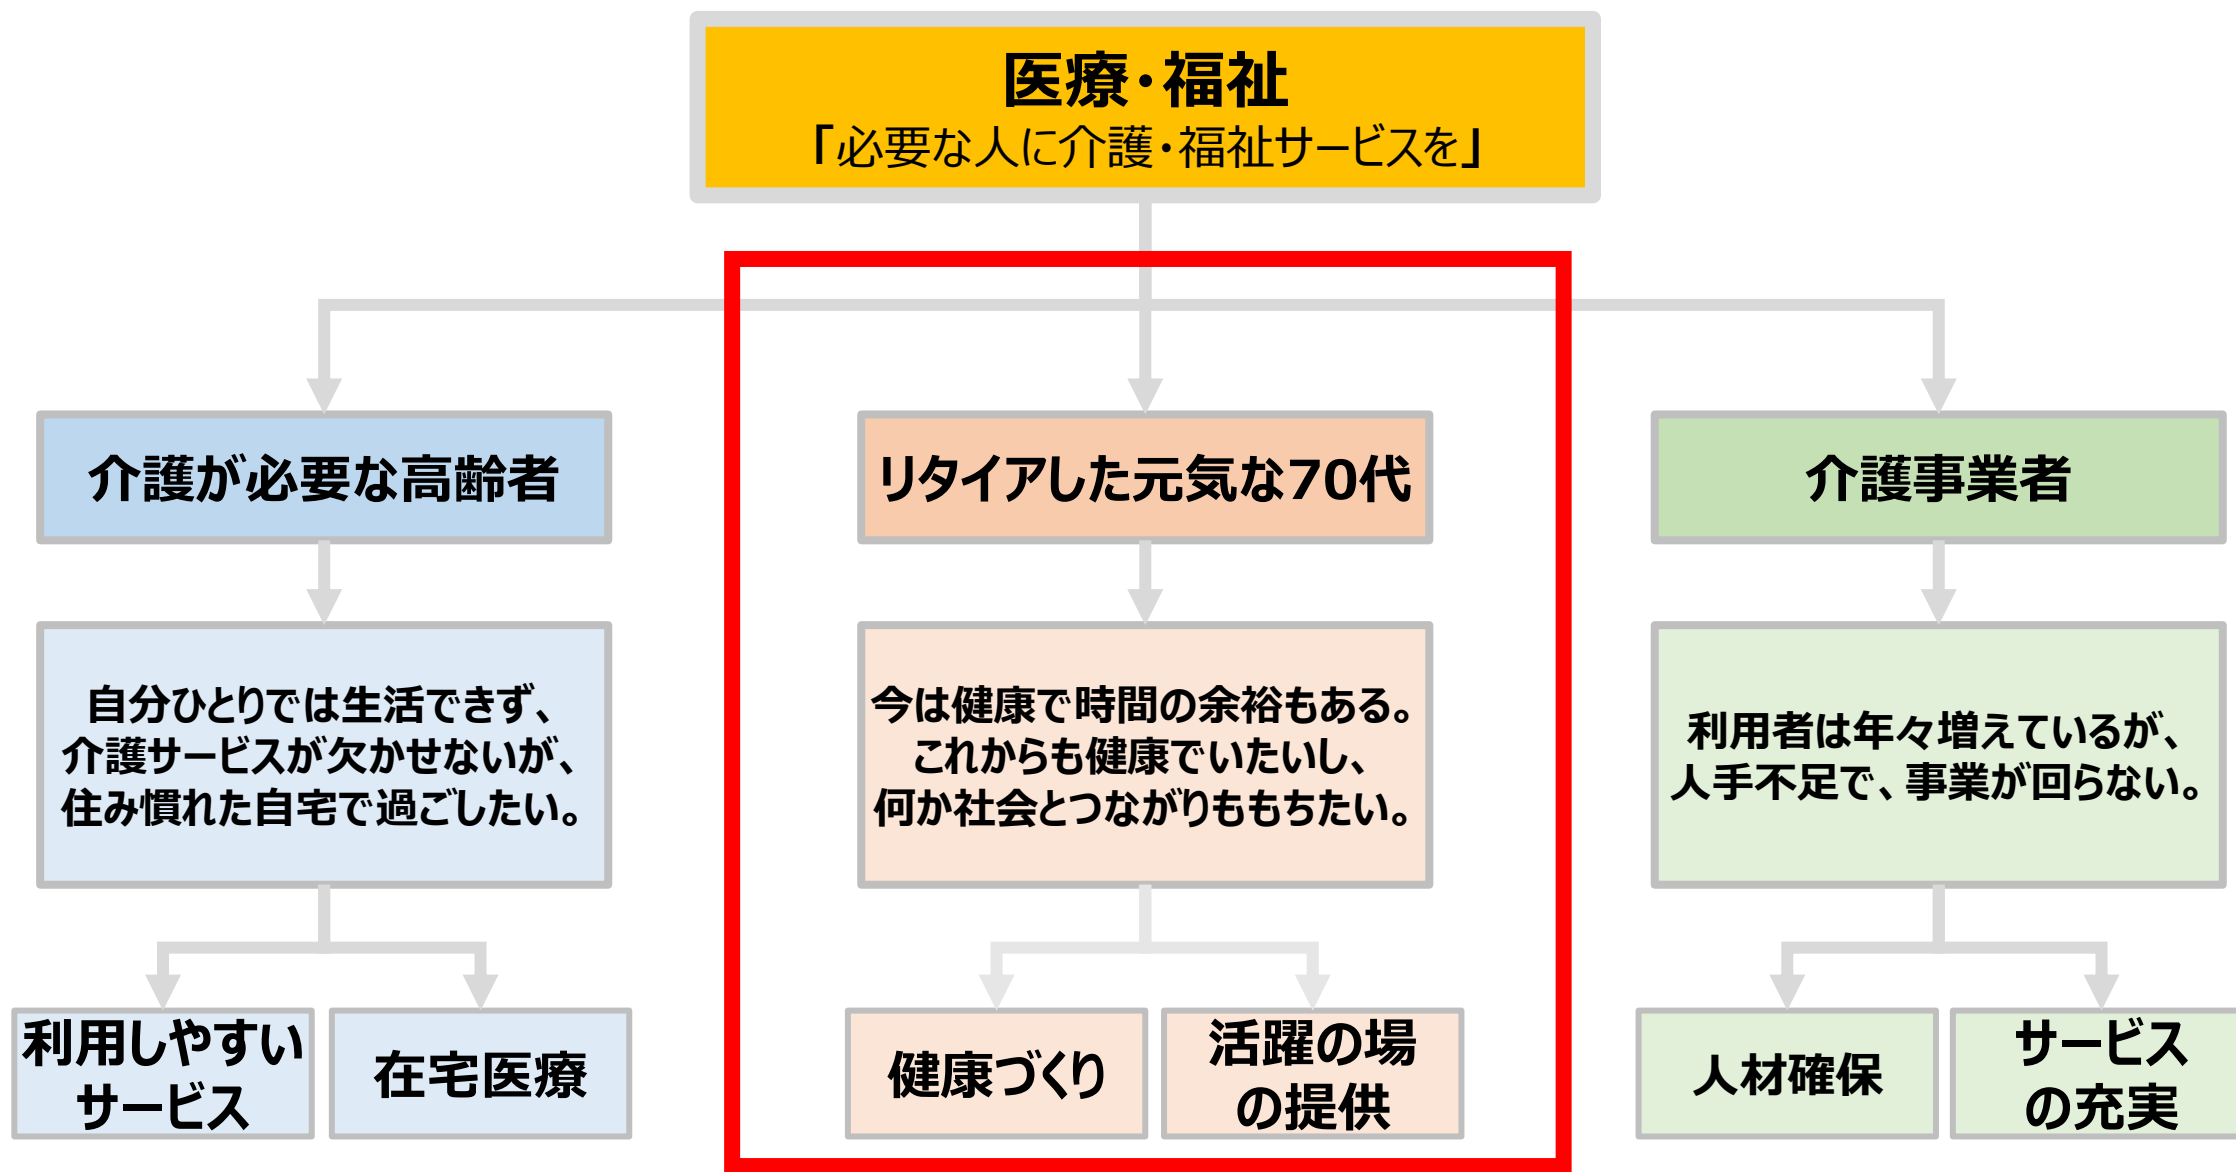 医療・福祉
「必要な人に介護・福祉サービスを」
介護が必要な高齢者
リタイアした元気な70代
介護事業者
自分ひとりでは生活できず、
介護サービスが欠かせないが、
住み慣れた自宅で過ごしたい。
今は健康で時間の余裕もある。
これからも健康でいたいし、
何か社会とつながりももちたい。
利用者は年々増えているが、
人手不足で、事業が回らない。
利用しやすい
サービス
在宅医療
健康づくり
活躍の場
の提供
人材確保
サービス
の充実